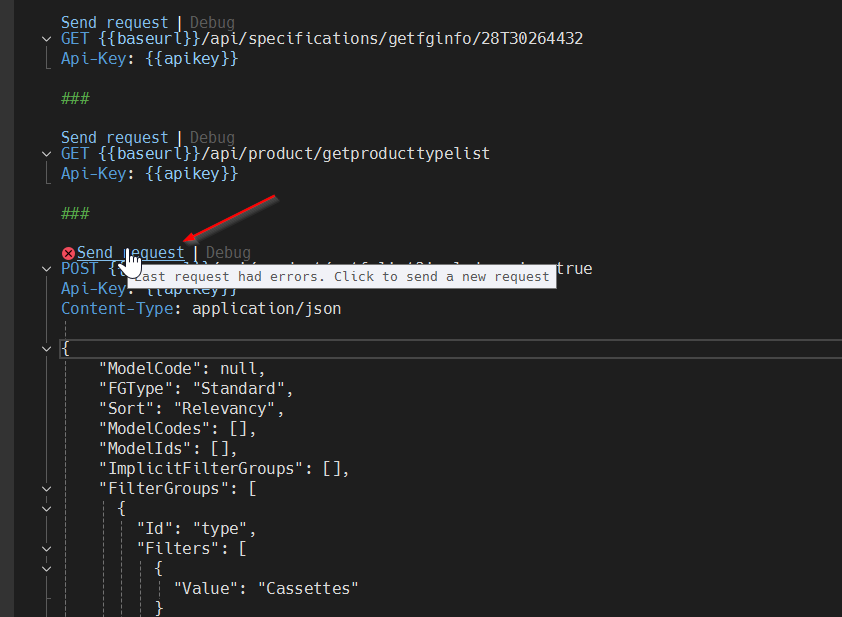 Send request | Debug
GET {{baseurl}}/api/specifications/getfginfo/28T30264432
Api-Key: {{apikey}}
###
Send request | Debug
GET {{baseurl}}/api/product/getproducttypelist
Api-Key: {{apikey}}
###
Send request | Debug
POST true
Last request had errors. Click to send a new request
Api-Key: {{apikey}}
Content-Type: application/json
{
"ModelCode": null,
"FGType": "Standard",
"Sort": "Relevancy",
"ModelCodes": [],
"ModelIds": [],
"ImplicitFilterGroups": [],
"FilterGroups": [
{
"Id": "type",
"Filters": [
{
"Value": "Cassettes"
}